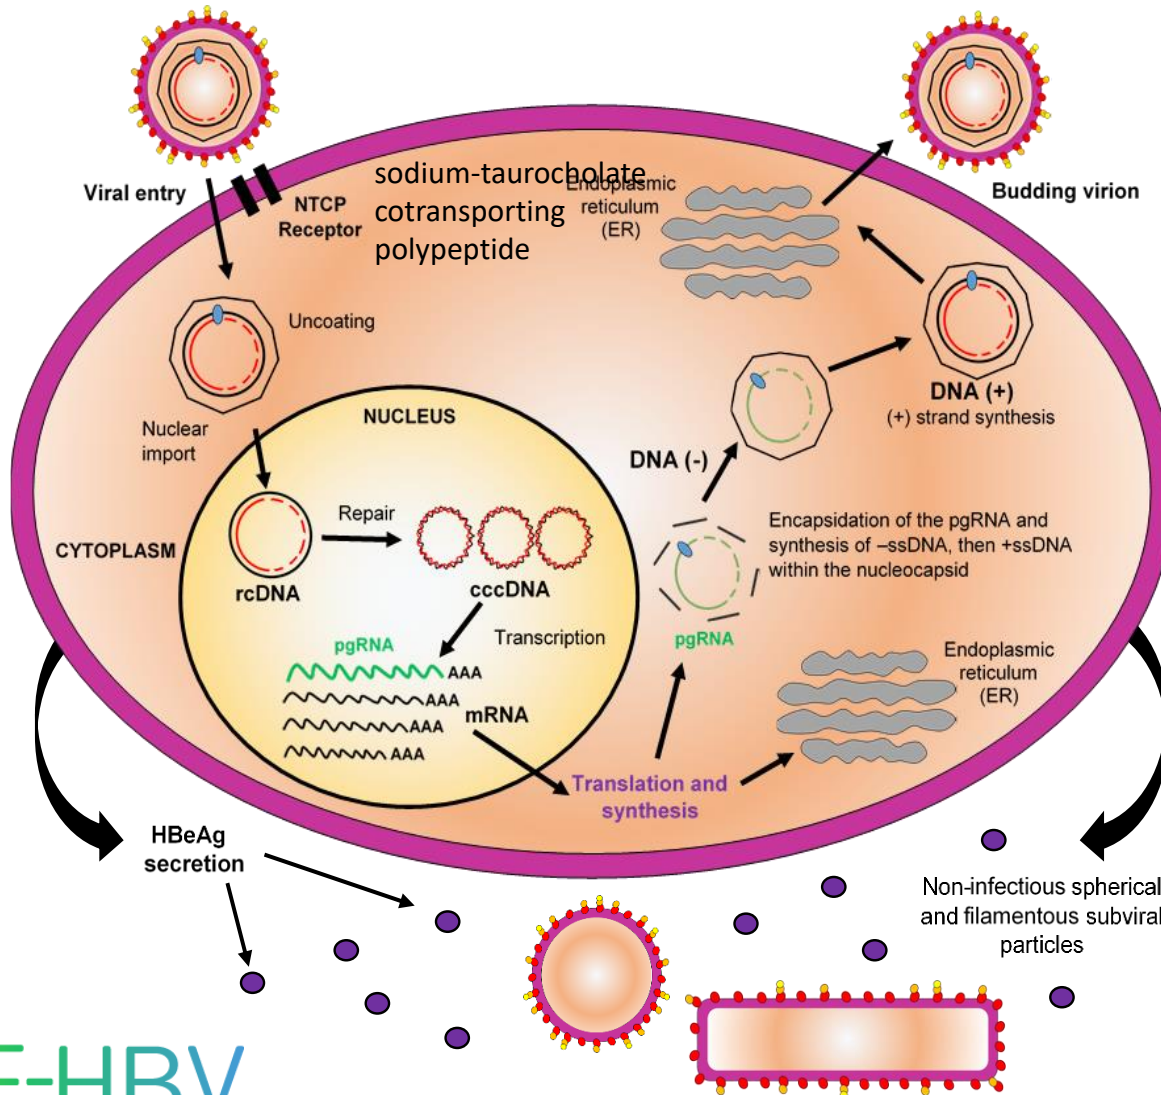 sodium-taurocholate
cotransporting
polypeptide
Viral entry
NTCP
Receptor
Endoplasmic
reticulum
(ER)
Budding virion
Uncoating
Nuclear
import
NUCLEUS
DNA (+)
(+) strand synthesis
DNA (-)
Repair
CYTOPLASM
rcDNA
cccDNA
Encapsidation of the pgRNA and
synthesis of –ssDNA, then +ssDNA
within the nucleocapsid
Transcription
pgRNA
AAA
AAA
mRNA
AAA
AAA
pgRNA
Endoplasmic
reticulum
(ER)
Translation and
synthesis
HBeAg
secretion
Non-infectious spherical
and filamentous subviral
particles
-HBV